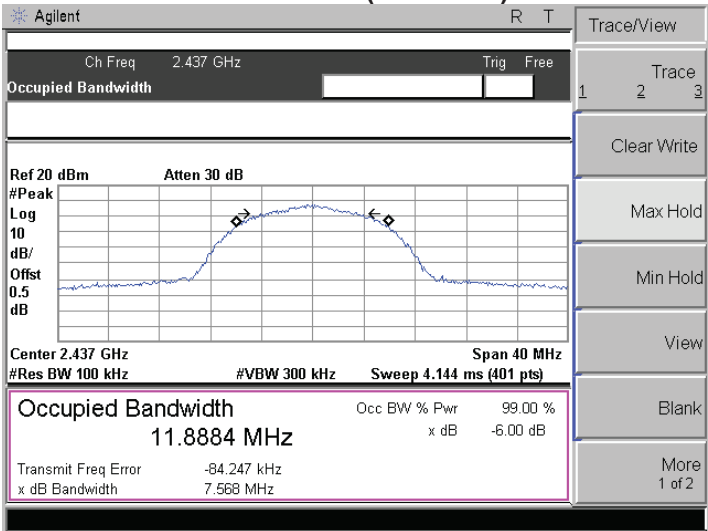 Agilent R T
Ch Freq 2.437 GHz Trig Free
Occupied Bandwidth
Ref 20 dBm Atten 30 dB
#Peak
Log
10
dB/
Offst
0.5
dB
Center 2.437 GHz Span 40 MHz
#Res BW 100 kHz #VBW 300 kHz Sweep 4.144 ms (401 pts)
Occupied Bandwidth Occ BW % Pwr 99.00 %
11.8884 MHz x dB -6.00 dB
Transmit Freq Error -84.247 kHz
x dB Bandwidth 7.568 MHz
Trace/View
Trace
1 2 3
Clear Write
Max Hold
Min Hold
View
Blank
More
1 of 2